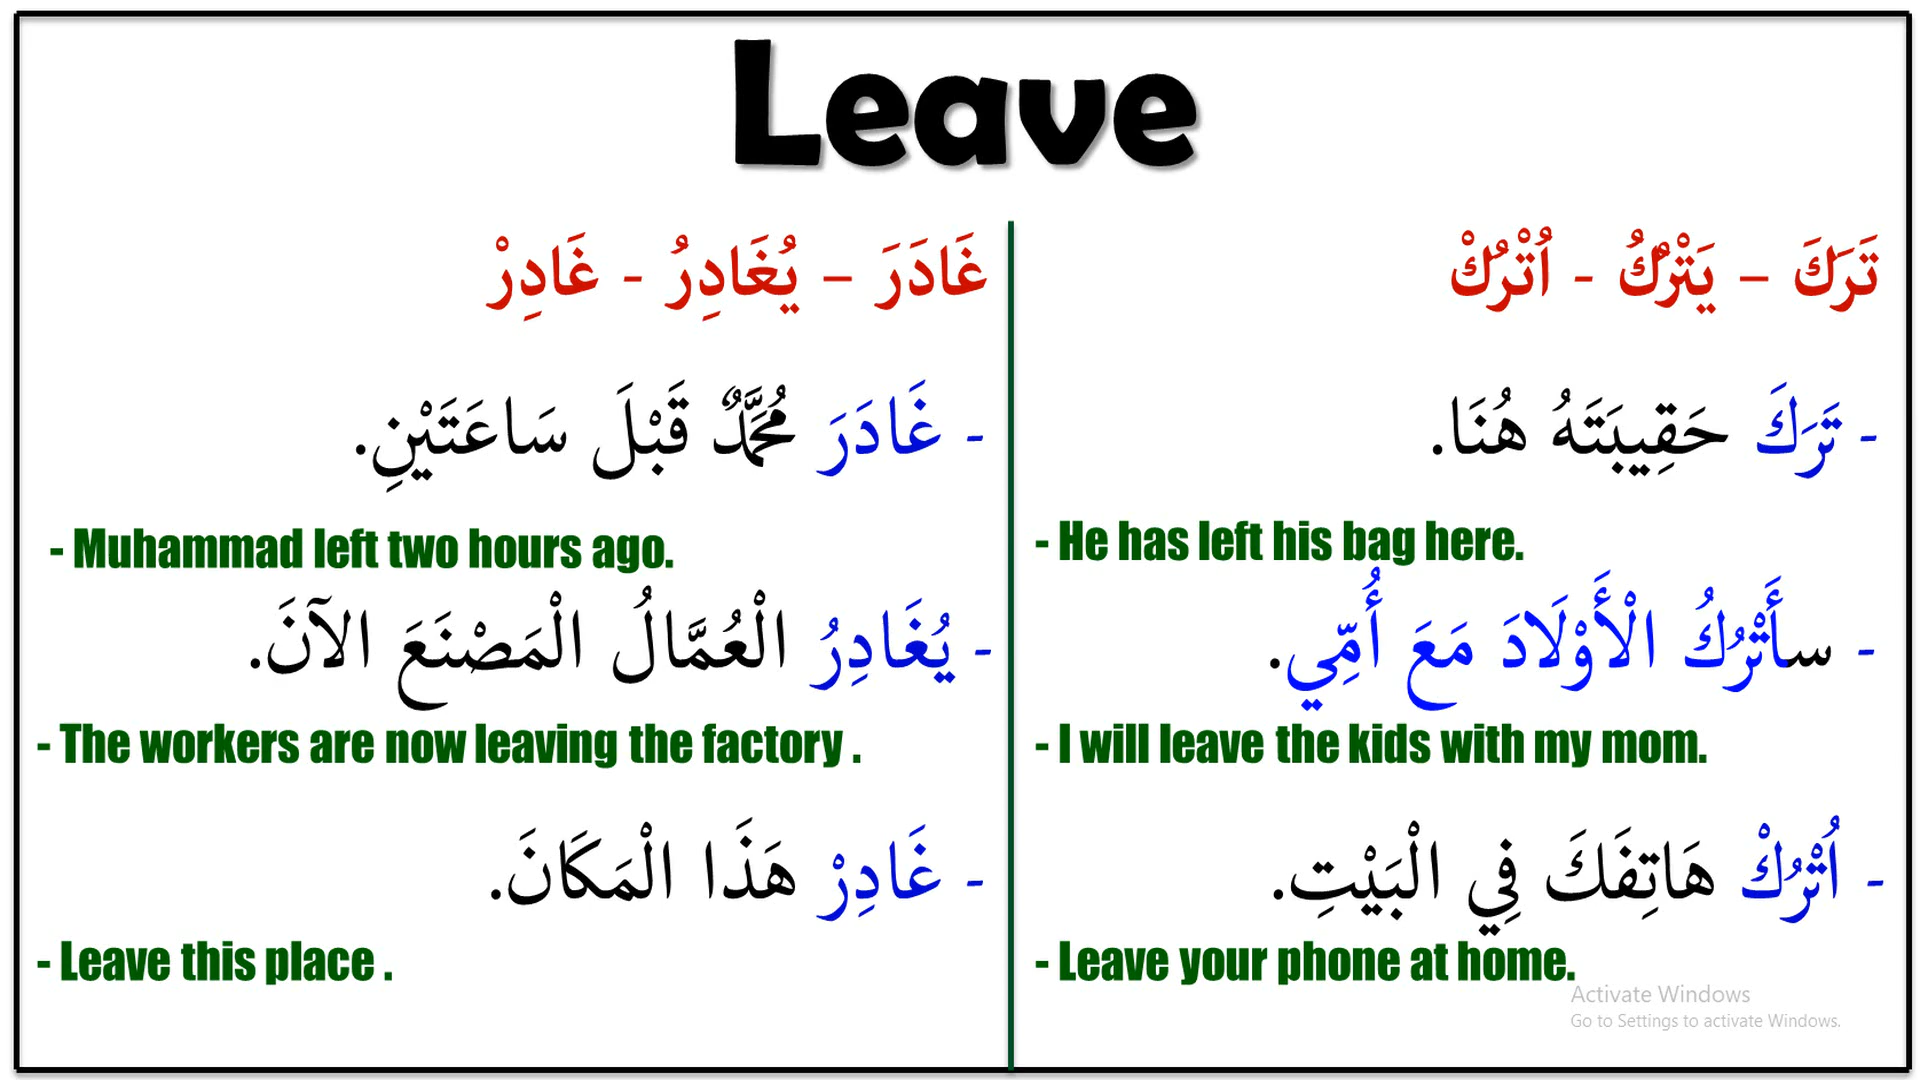 Leave
تَرَكَ – يَتْرُكُ - اُتْرُكْ
- تَرَكَ حَقِيبَتَهُ هُنَا.
- He has left his bag here.
- سأَتْرُكُ الْأَوْلَادَ مَعَ أُمِّي.
- I will leave the kids with my mom.
- اُتْرُكْ هَاتِفَكَ فِي الْبَيْتِ.
- Leave your phone at home.
غَادَرَ – يُغَادِرُ - غَادِرْ
- غَادَرَ مُحَمَّدٌ قَبْلَ سَاعَتَيْنِ.
- Muhammad left two hours ago.
- يُغَادِرُ الْعُمَّالُ الْمَصْنَعَ الآنَ.
- The workers are now leaving the factory .
- غَادِرْ هَذَا الْمَكَانَ.
- Leave this place .
Activate Windows
Go to Settings to activate Windows.